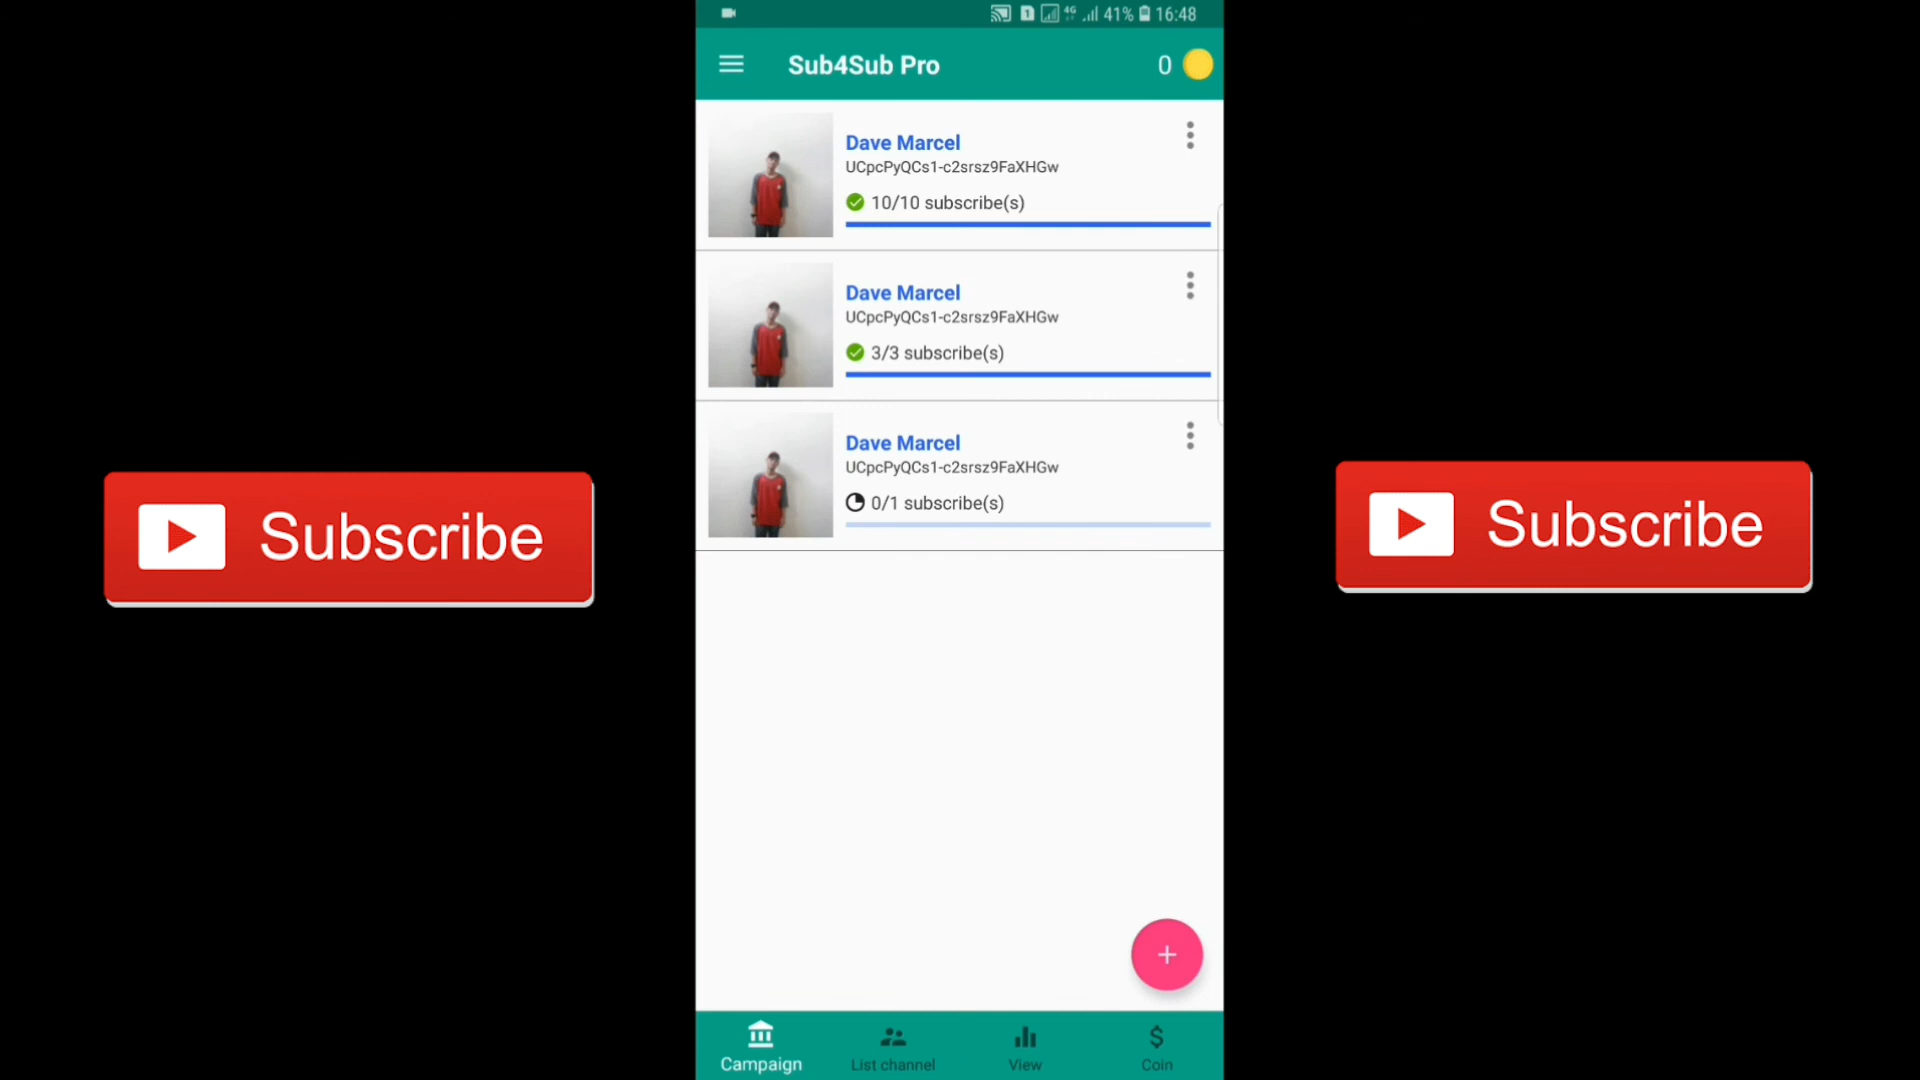 4G 41% 16:48
Sub4Sub Pro
0
Dave Marcel
UCpcPyQCs1-c2srsz9FaXHGw
10/10 subscribe(s)
Dave Marcel
UCpcPyQCs1-c2srsz9FaXHGw
3/3 subscribe(s)
Dave Marcel
UCpcPyQCs1-c2srsz9FaXHGw
0/1 subscribe(s)
Subscribe
Subscribe
+
Campaign
List channel
View
Coin